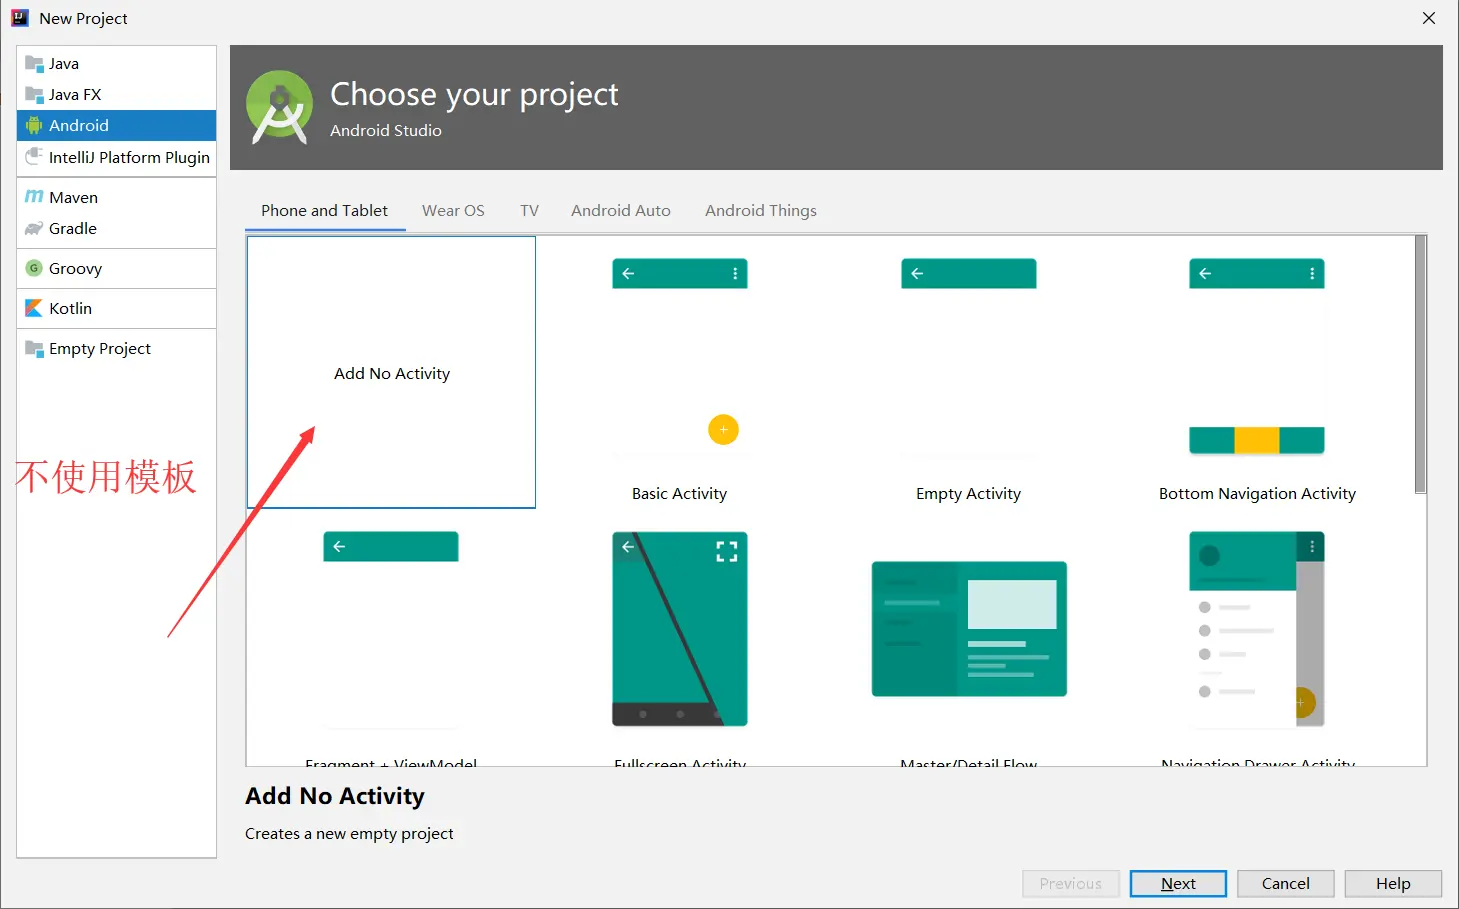 New Project
Java
Java FX
Android
IntelliJ Platform Plugin
Maven
Gradle
Groovy
Kotlin
Empty Project
不使用模板
Choose your project
Android Studio
Phone and Tablet
Wear OS
TV
Android Auto
Android Things
Add No Activity
Basic Activity
Empty Activity
Bottom Navigation Activity
Fragment + ViewModel
Fullscreen Activity
Master/Detail Flow
Navigation Drawer Activity
Add No Activity
Creates a new empty project
Previous
Next
Cancel
Help